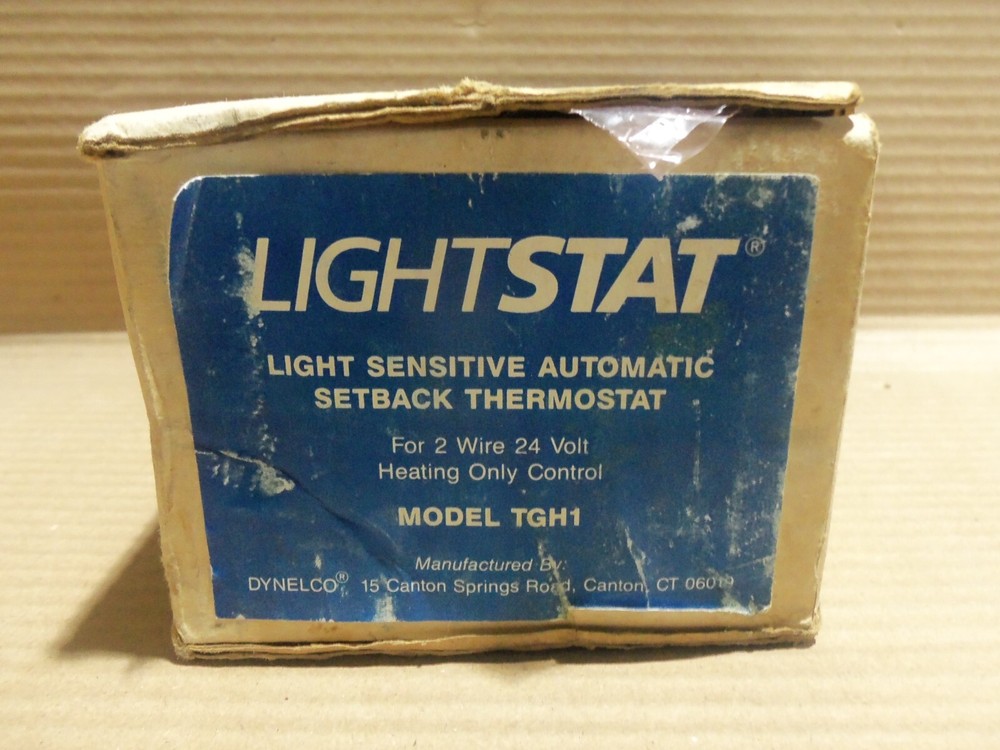 LIGHTSTAT®
LIGHT SENSITIVE AUTOMATIC
SETBACK THERMOSTAT
For 2 Wire 24 Volt
Heating Only Control
MODEL TGH1
Manufactured By:
DYNELCO® 15 Canton Springs Road, Canton, CT 06019